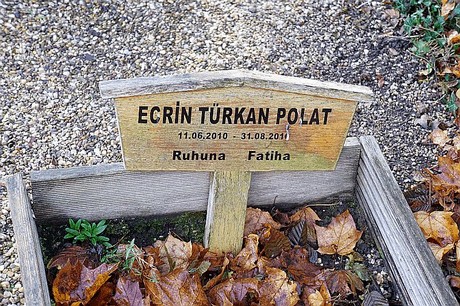 ECRİN TÜRKAN POLAT
11.06.2010 - 31.08.2010
Ruhuna Fatiha